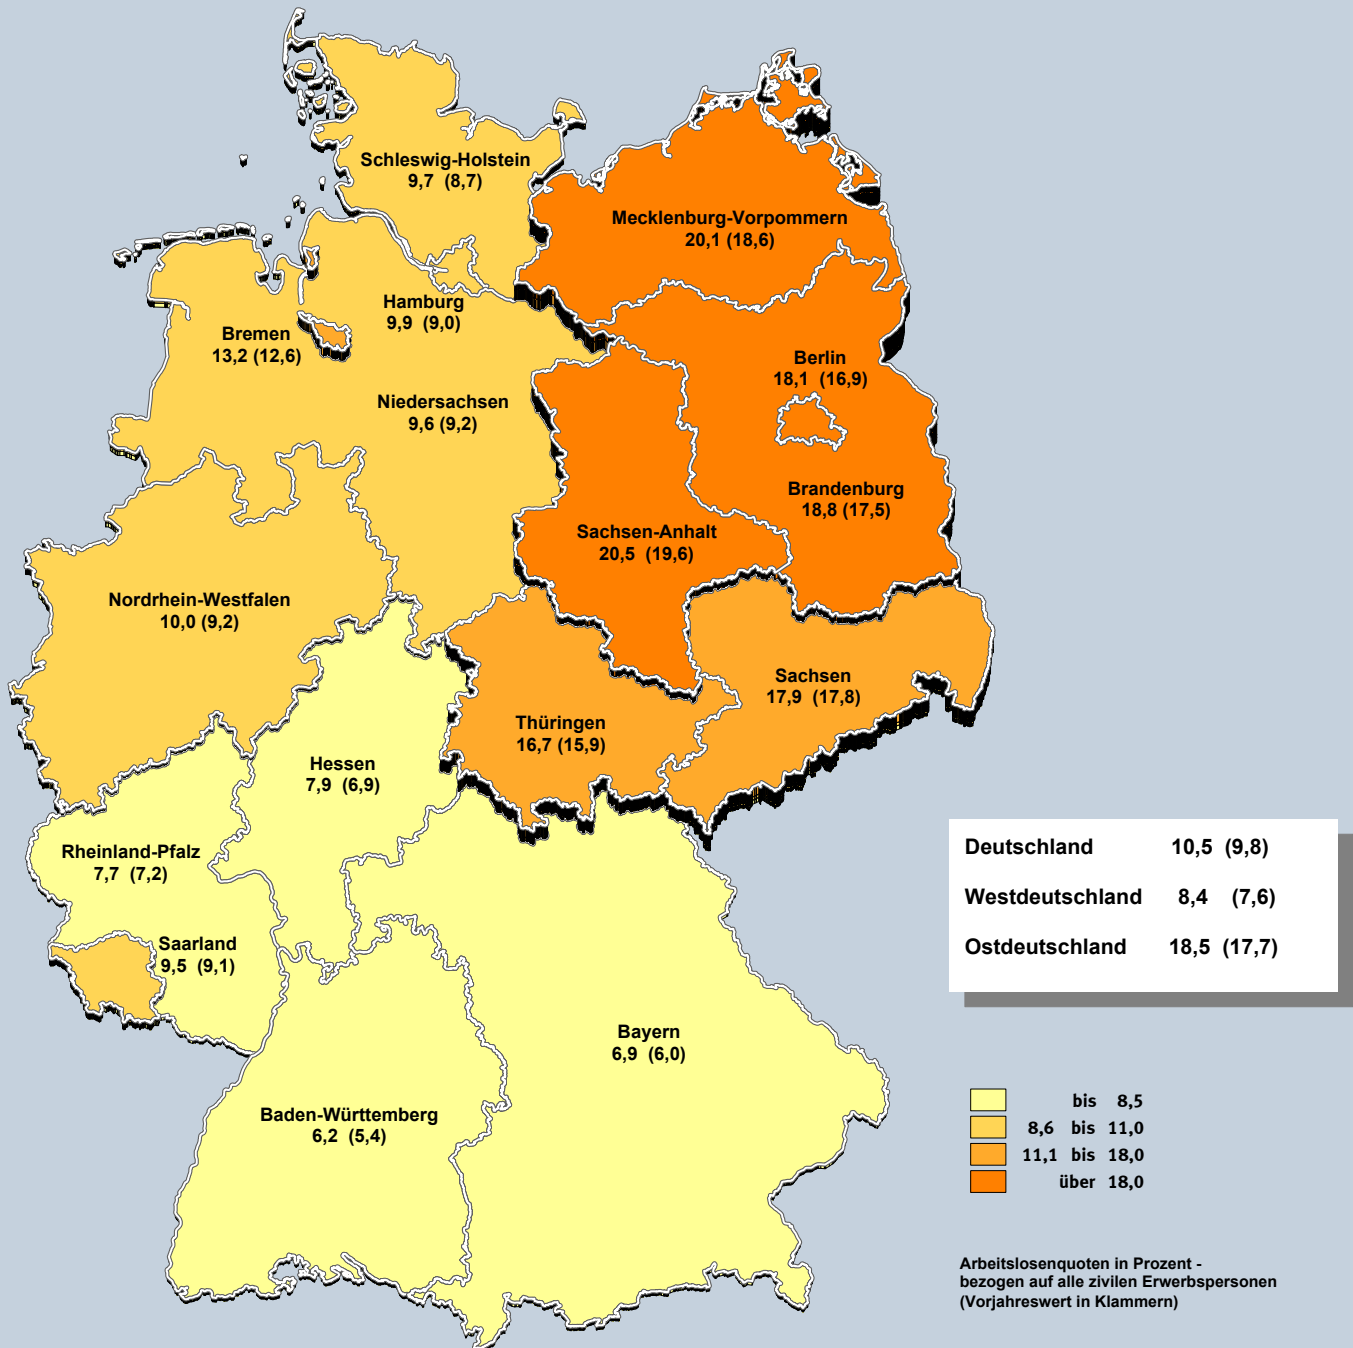 Schleswig-Holstein
9,7 (8,7)
Mecklenburg-Vorpommern
20,1 (18,6)
Hamburg
9,9 (9,0)
Bremen
13,2 (12,6)
Berlin
18,1 (16,9)
Niedersachsen
9,6 (9,2)
Brandenburg
18,8 (17,5)
Sachsen-Anhalt
20,5 (19,6)
Nordrhein-Westfalen
10,0 (9,2)
Sachsen
17,9 (17,8)
Thüringen
16,7 (15,9)
Hessen
7,9 (6,9)
Rheinland-Pfalz
7,7 (7,2)
Saarland
9,5 (9,1)
Bayern
6,9 (6,0)
Baden-Württemberg
6,2 (5,4)
Deutschland 10,5 (9,8)
Westdeutschland 8,4 (7,6)
Ostdeutschland 18,5 (17,7)
bis 8,5
8,6 bis 11,0
11,1 bis 18,0
über 18,0
Arbeitslosenquoten in Prozent -
bezogen auf alle zivilen Erwerbspersonen
(Vorjahreswert in Klammern)